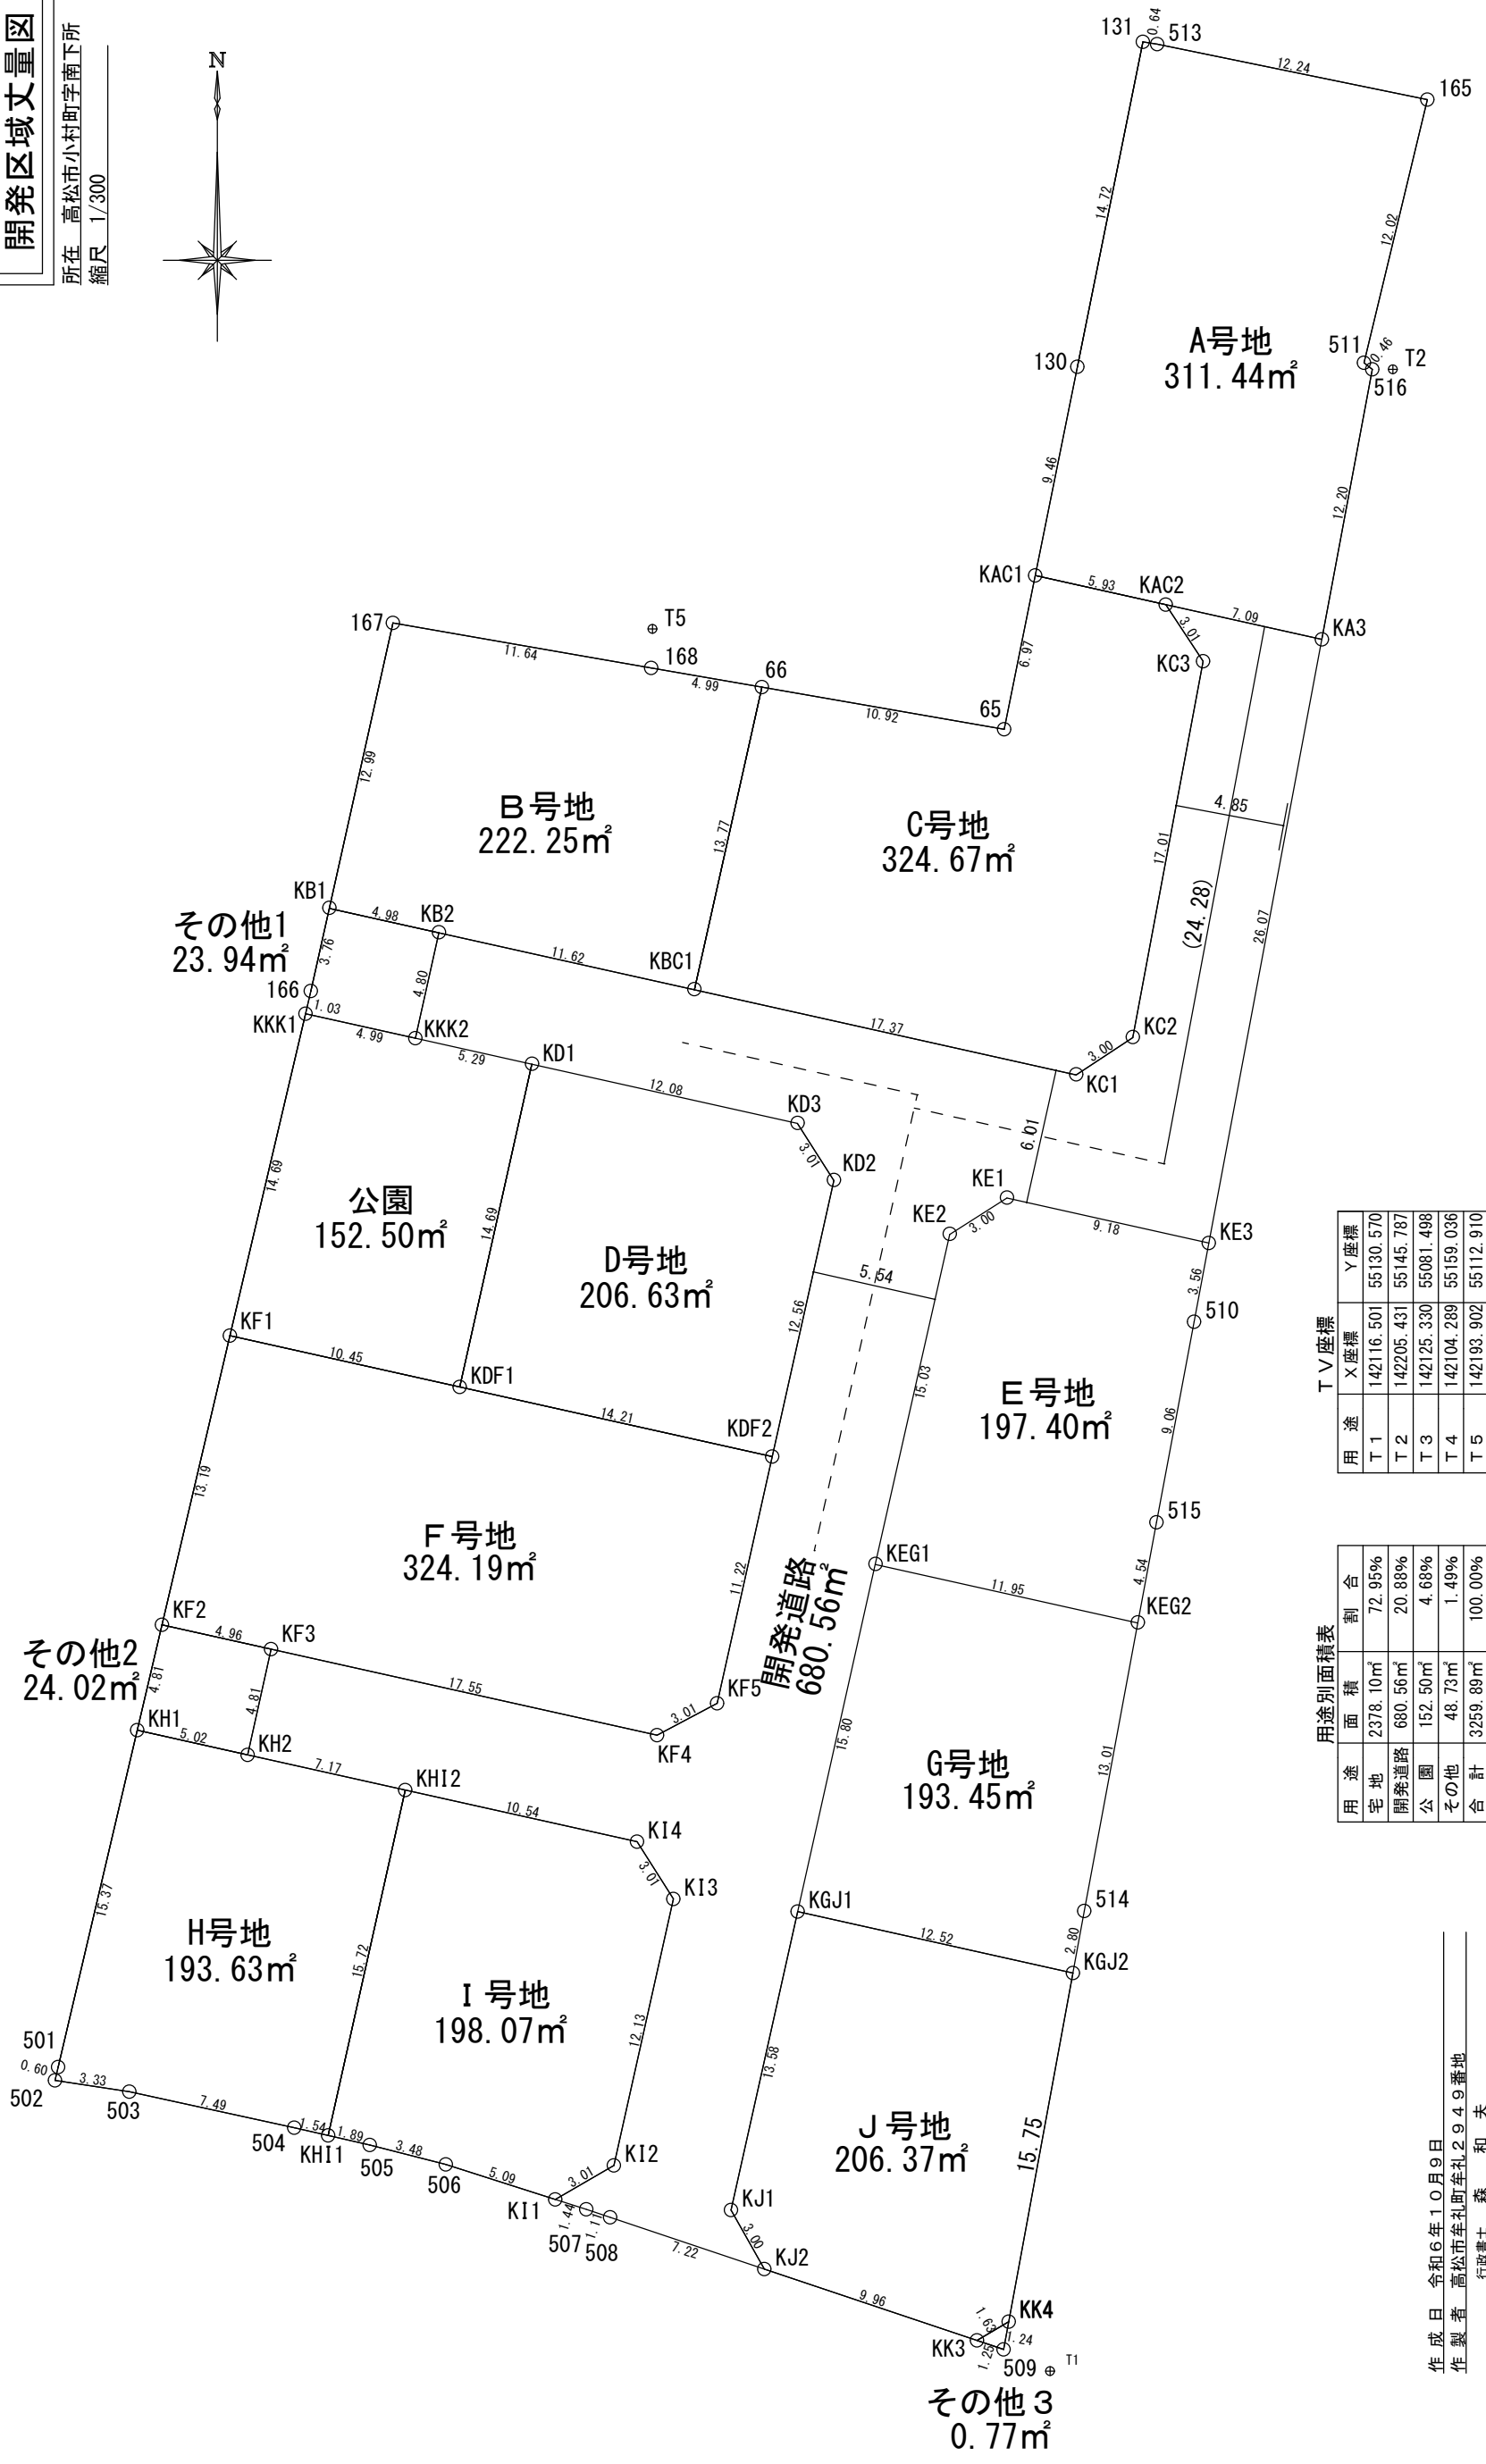 開発区域丈量図
所在 高松市小村町字南下所
縮尺 1/300
N
131
0.64
513
12.24
165
14.72
12.02
A号地
311.44㎡
511
0.46
T2
516
130
9.46
12.20
KAC1
5.93
KAC2
7.09
KA3
3.01
KC3
6.97
167
T5
11.64
168
4.99
66
10.92
65
12.99
B号地
222.25㎡
13.77
C号地
324.67㎡
17.01
4.85
(24.28)
26.07
KB1
4.98
KB2
11.62
KBC1
その他1
23.94㎡
3.76
4.80
166
1.03
KKK1
4.99
KKK2
5.29
KD1
17.37
KC2
3.00
KC1
12.08
KD3
3.01
KD2
6.01
KE1
KE2
3.00
9.18
KE3
14.69
公園
152.50㎡
14.69
D号地
206.63㎡
12.56
5.54
3.56
510
KF1
10.45
KDF1
14.21
KDF2
15.03
E号地
197.40㎡
9.06
515
13.19
F号地
324.19㎡
11.22
開発道路
680.56㎡
KEG1
11.95
4.54
KEG2
KF2
4.96
KF3
その他2
24.02㎡
4.81
4.81
17.55
KF5
3.01
KF4
KH1
5.02
KH2
7.17
KHI2
10.54
KI4
3.01
KI3
15.80
G号地
193.45㎡
13.01
514
KGJ1
12.52
2.80
KGJ2
15.37
H号地
193.63㎡
15.72
I号地
198.07㎡
12.13
501
0.60
502
3.33
503
7.49
504
1.54
KHI1
1.89
505
3.48
506
5.09
KI1
3.01
KI2
1.44
507
1.11
508
7.22
13.58
J号地
206.37㎡
15.75
KJ1
3.00
KJ2
9.96
1.63
KK4
KK3
1.24
1.25
509
T1
その他3
0.77㎡
TV座標
用途 X座標 Y座標
T1 142116.501 55130.570
T2 142205.431 55145.787
T3 142125.330 55081.498
T4 142104.289 55159.036
T5 142193.902 55112.910
用途別面積表
用途 面積 割合
宅地 2378.10㎡ 72.95%
開発道路 680.56㎡ 20.88%
公園 152.50㎡ 4.68%
その他 48.73㎡ 1.49%
合計 3259.89㎡ 100.00%
作成日 令和6年10月9日
作製者 高松市牟礼町牟礼2949番地
行政書士 森 和夫